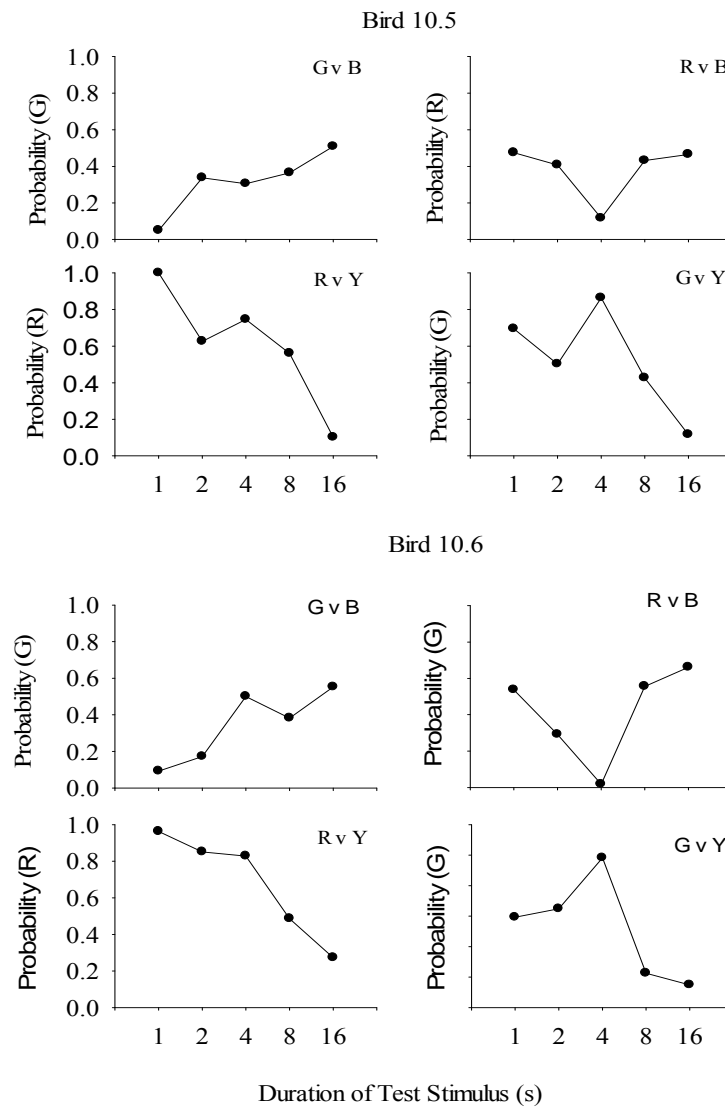 Bird 10.5
G v B
Probability (G)
1.0
0.8
0.6
0.4
0.2
0.0
R v B
Probability (R)
R v Y
Probability (R)
1.0
0.8
0.6
0.4
0.2
0.0
1 2 4 8 16
G v Y
Probability (G)
1 2 4 8 16
Bird 10.6
G v B
Probability (G)
1.0
0.8
0.6
0.4
0.2
0.0
R v B
Probability (G)
R v Y
Probability (R)
1.0
0.8
0.6
0.4
0.2
0.0
1 2 4 8 16
G v Y
Probability (G)
1 2 4 8 16
Duration of Test Stimulus (s)